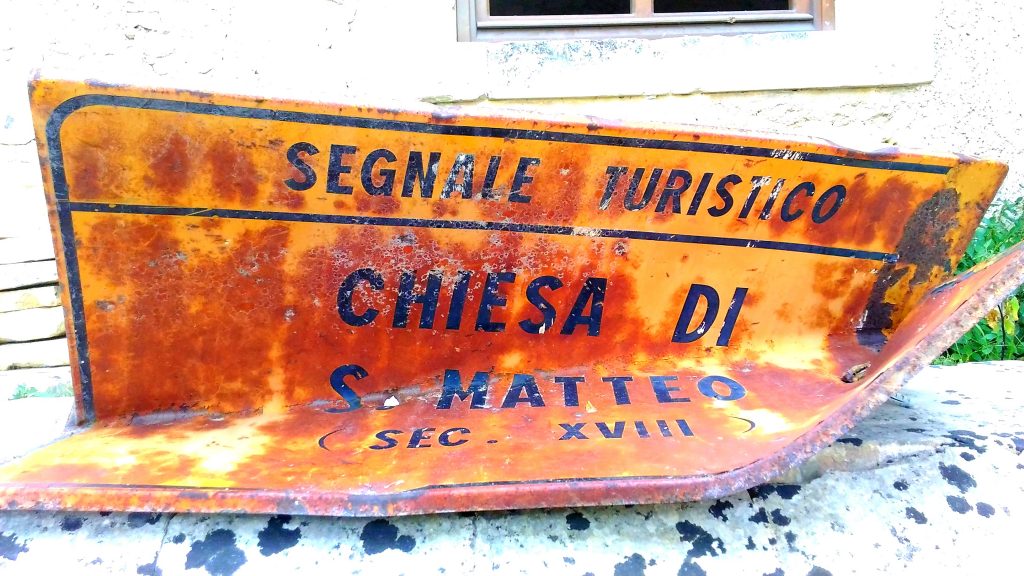 SEGNALE TURISTICO
CHIESA DI
S. MATTEO
( SEC. XVIII )